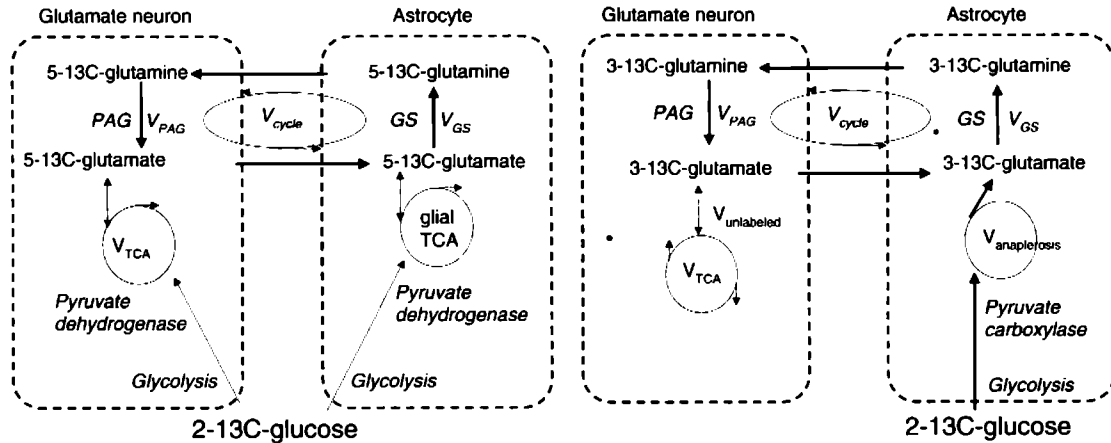 Glutamate neuron
Astrocyte
5-13C-glutamine
5-13C-glutamine
PAG
V_PAG
V_cycle
GS
V_GS
5-13C-glutamate
5-13C-glutamate
V_TCA
glial
TCA
Pyruvate
dehydrogenase
Pyruvate
dehydrogenase
Glycolysis
2-13C-glucose
Glutamate neuron
Astrocyte
3-13C-glutamine
3-13C-glutamine
PAG
V_PAG
V_cycle
GS
V_GS
3-13C-glutamate
3-13C-glutamate
V_unlabeled
V_TCA
V_anaplerosis
Pyruvate
carboxylase
Glycolysis
2-13C-glucose